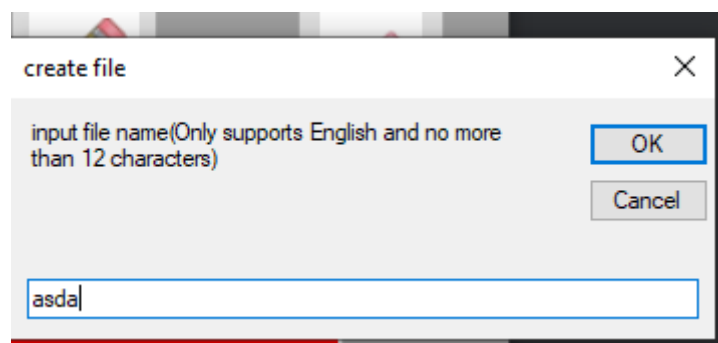 create file
input file name(Only supports English and no more
than 12 characters)
OK
Cancel
asda